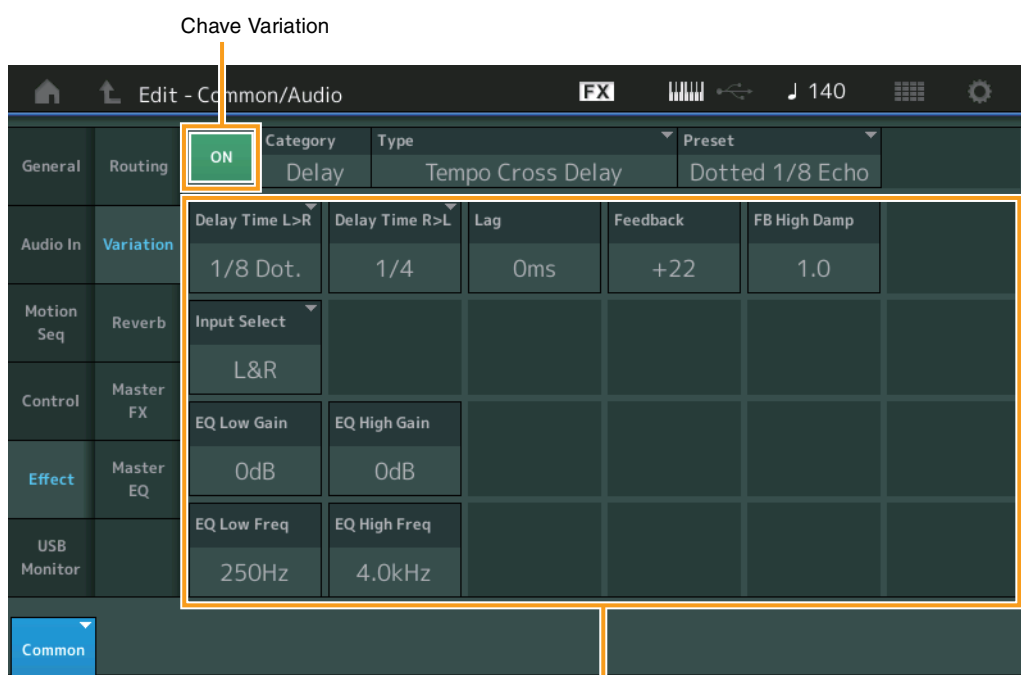 Chave Variation
Edit - Common/Audio
FX
♩ 140
General
Routing
ON
Category
Delay
Type
Tempo Cross Delay
Preset
Dotted 1/8 Echo
Audio In
Variation
Delay Time L>R
1/8 Dot.
Delay Time R>L
1/4
Lag
0ms
Feedback
+22
FB High Damp
1.0
Motion
Seq
Reverb
Input Select
L&R
Control
Master
FX
EQ Low Gain
0dB
EQ High Gain
0dB
Effect
Master
EQ
EQ Low Freq
250Hz
EQ High Freq
4.0kHz
USB
Monitor
Common